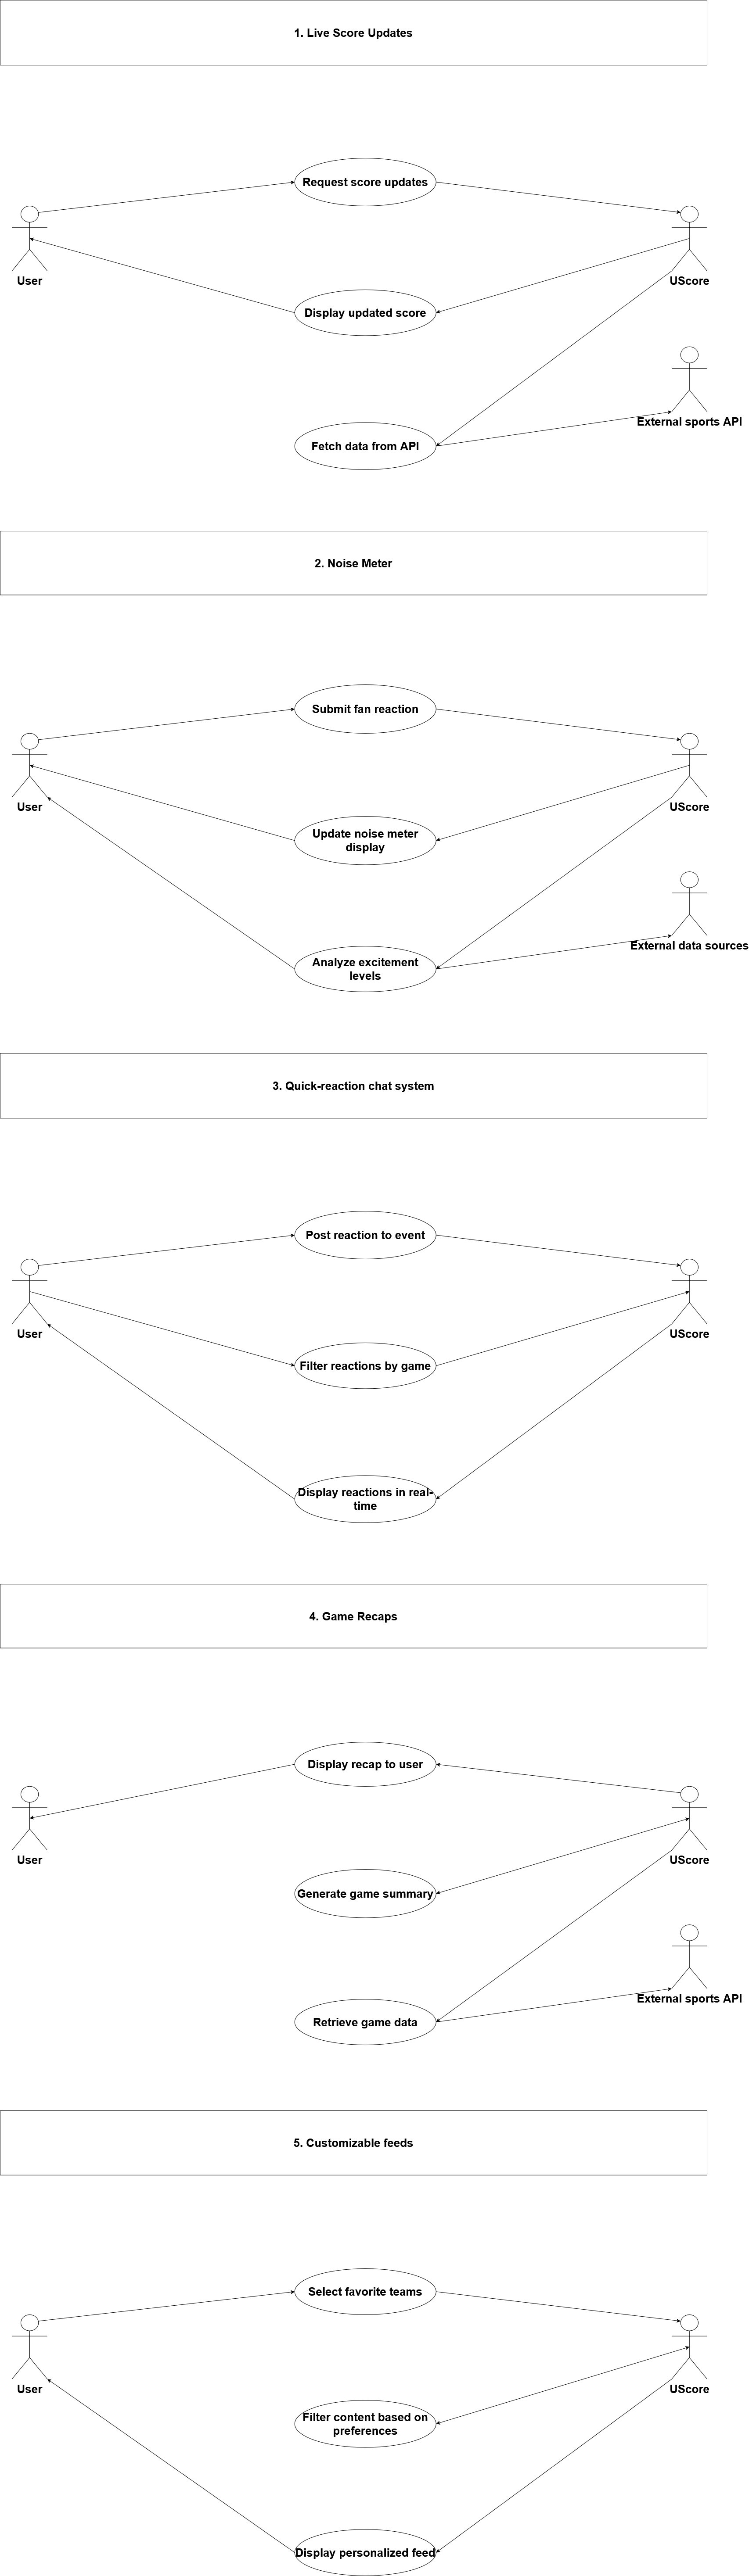 1. Live Score Updates
Request score updates
User
UScore
Display updated score
External sports API
Fetch data from API
2. Noise Meter
Submit fan reaction
User
UScore
Update noise meter
display
External data sources
Analyze excitement
levels
3. Quick-reaction chat system
Post reaction to event
User
UScore
Filter reactions by game
Display reactions in real-
time
4. Game Recaps
Display recap to user
User
UScore
Generate game summary
External sports API
Retrieve game data
5. Customizable feeds
Select favorite teams
User
UScore
Filter content based on
preferences
Display personalized feed